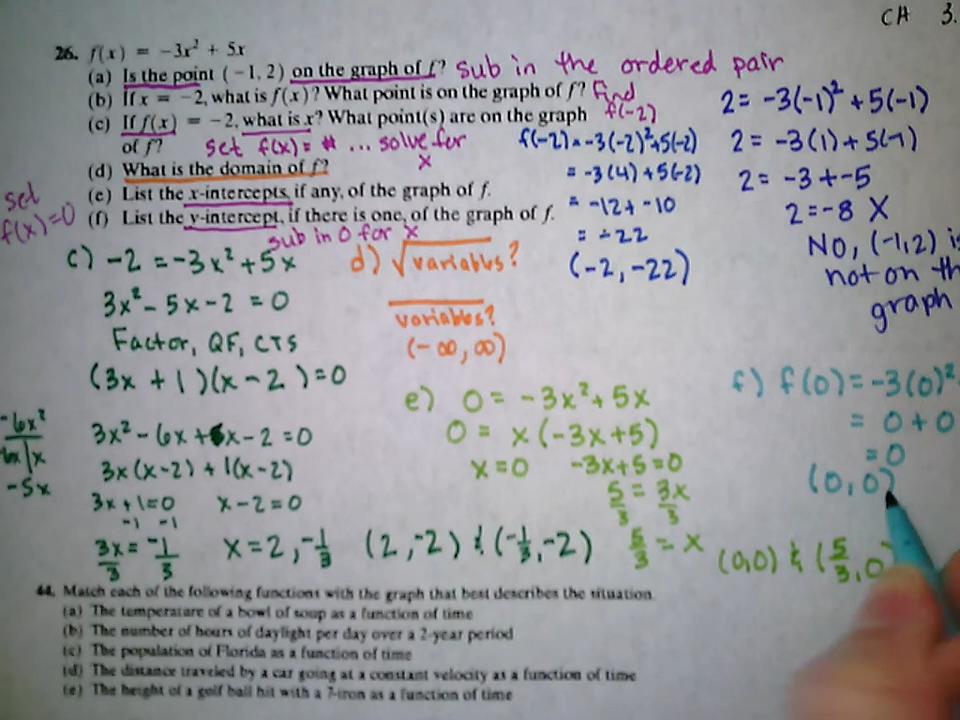 CH 3.
26. f(x) = -3x² + 5x
(a) Is the point (-1, 2) on the graph of f? sub in the ordered pair
(b) If x = -2, what is f(x)? What point is on the graph of f? find f(-2)
(c) If f(x) = -2, what is x? What point(s) are on the graph
of f? set f(x) = # ... solve for x
(d) What is the domain of f?
(e) List the x-intercepts, if any, of the graph of f.
set f(x)=0
(f) List the y-intercept, if there is one, of the graph of f.
sub in 0 for x
2 = -3(-1)² + 5(-1)
2 = -3(1) + 5(-1)
2 = -3 + -5
2 = -8 X
NO, (-1,2) is
not on th
graph
f(-2) = -3(-2)² + 5(-2)
= -3(4) + 5(-2)
= -12 + -10
= -22
(-2, -22)
c) -2 = -3x² + 5x
3x² - 5x - 2 = 0
Factor, QF, CTS
(3x + 1)(x - 2) = 0
-6x²
-6x | x
-5x
3x² - 6x + x - 2 = 0
3x(x-2) + 1(x-2)
3x + 1 = 0 x - 2 = 0
-1 -1
3x = -1
3 3
x = 2, -1/3 (2, -2) & (-1/3, -2)
d) √variables?
variables?
(-∞, ∞)
e) 0 = -3x² + 5x
0 = x(-3x + 5)
x = 0 -3x + 5 = 0
5 = 3x
3 3
5/3 = x
(0,0) & (5/3, 0
f) f(0) = -3(0)²
= 0 + 0
= 0
(0, 0)
44. Match each of the following functions with the graph that best describes the situation.
(a) The temperature of a bowl of soup as a function of time
(b) The number of hours of daylight per day over a 2-year period
(c) The population of Florida as a function of time
(d) The distance traveled by a car going at a constant velocity as a function of time
(e) The height of a golf ball hit with a 7-iron as a function of time